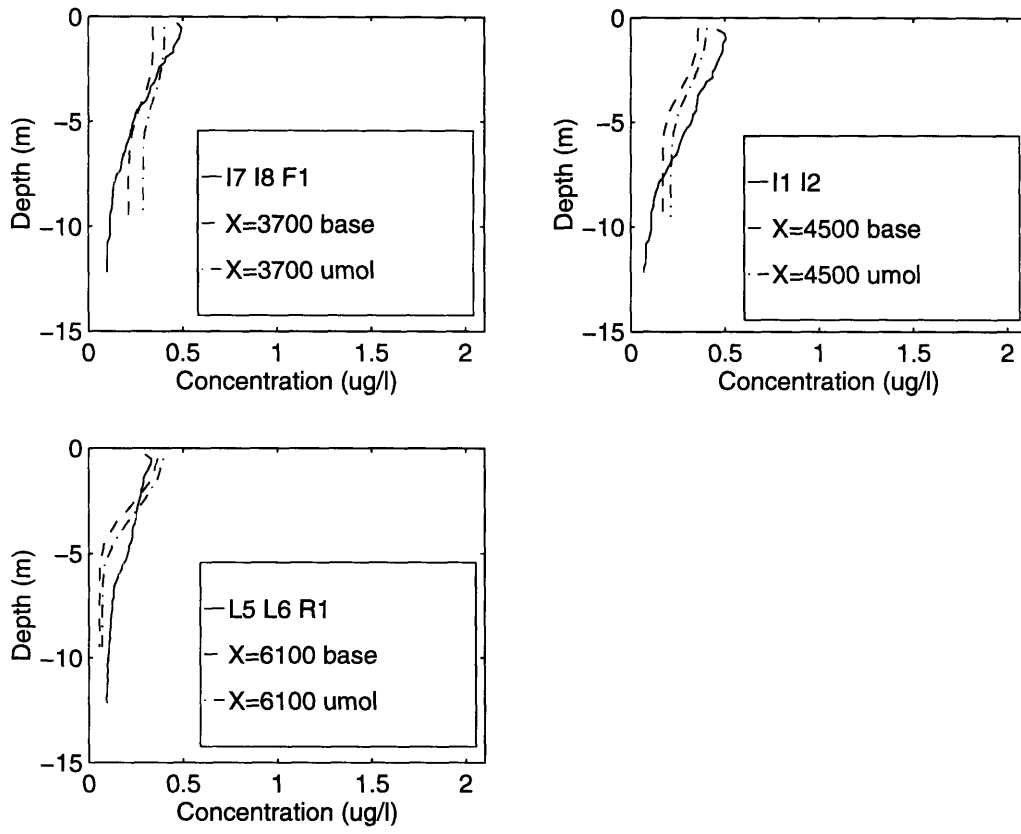 0
−5
−10
−15
Depth (m)
0 0.5 1 1.5 2
Concentration (ug/l)
I7 I8 F1
X=3700 base
X=3700 umol
0
−5
−10
−15
Depth (m)
0 0.5 1 1.5 2
Concentration (ug/l)
I1 I2
X=4500 base
X=4500 umol
0
−5
−10
−15
Depth (m)
0 0.5 1 1.5 2
Concentration (ug/l)
L5 L6 R1
X=6100 base
X=6100 umol